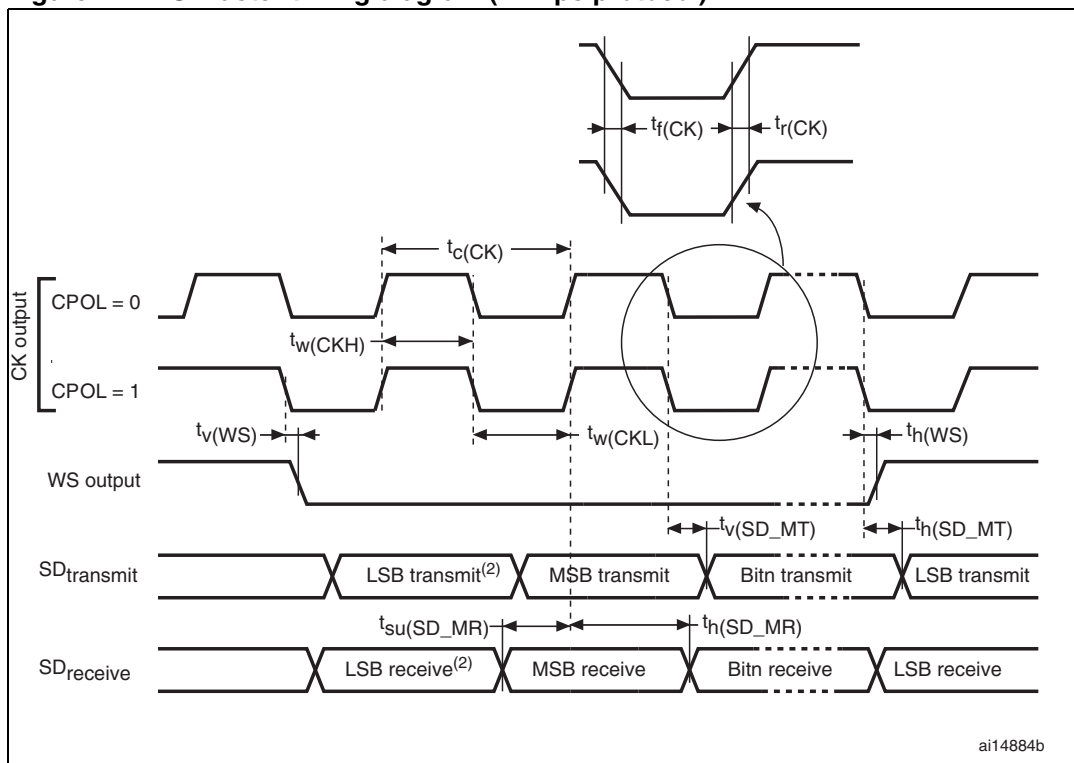 tf(CK)
tr(CK)
tc(CK)
CK output
CPOL = 0
tw(CKH)
CPOL = 1
tv(WS)
tw(CKL)
th(WS)
WS output
tv(SD_MT)
th(SD_MT)
SDtransmit
LSB transmit(2)
MSB transmit
Bitn transmit
LSB transmit
tsu(SD_MR)
th(SD_MR)
SDreceive
LSB receive(2)
MSB receive
Bitn receive
LSB receive
ai14884b